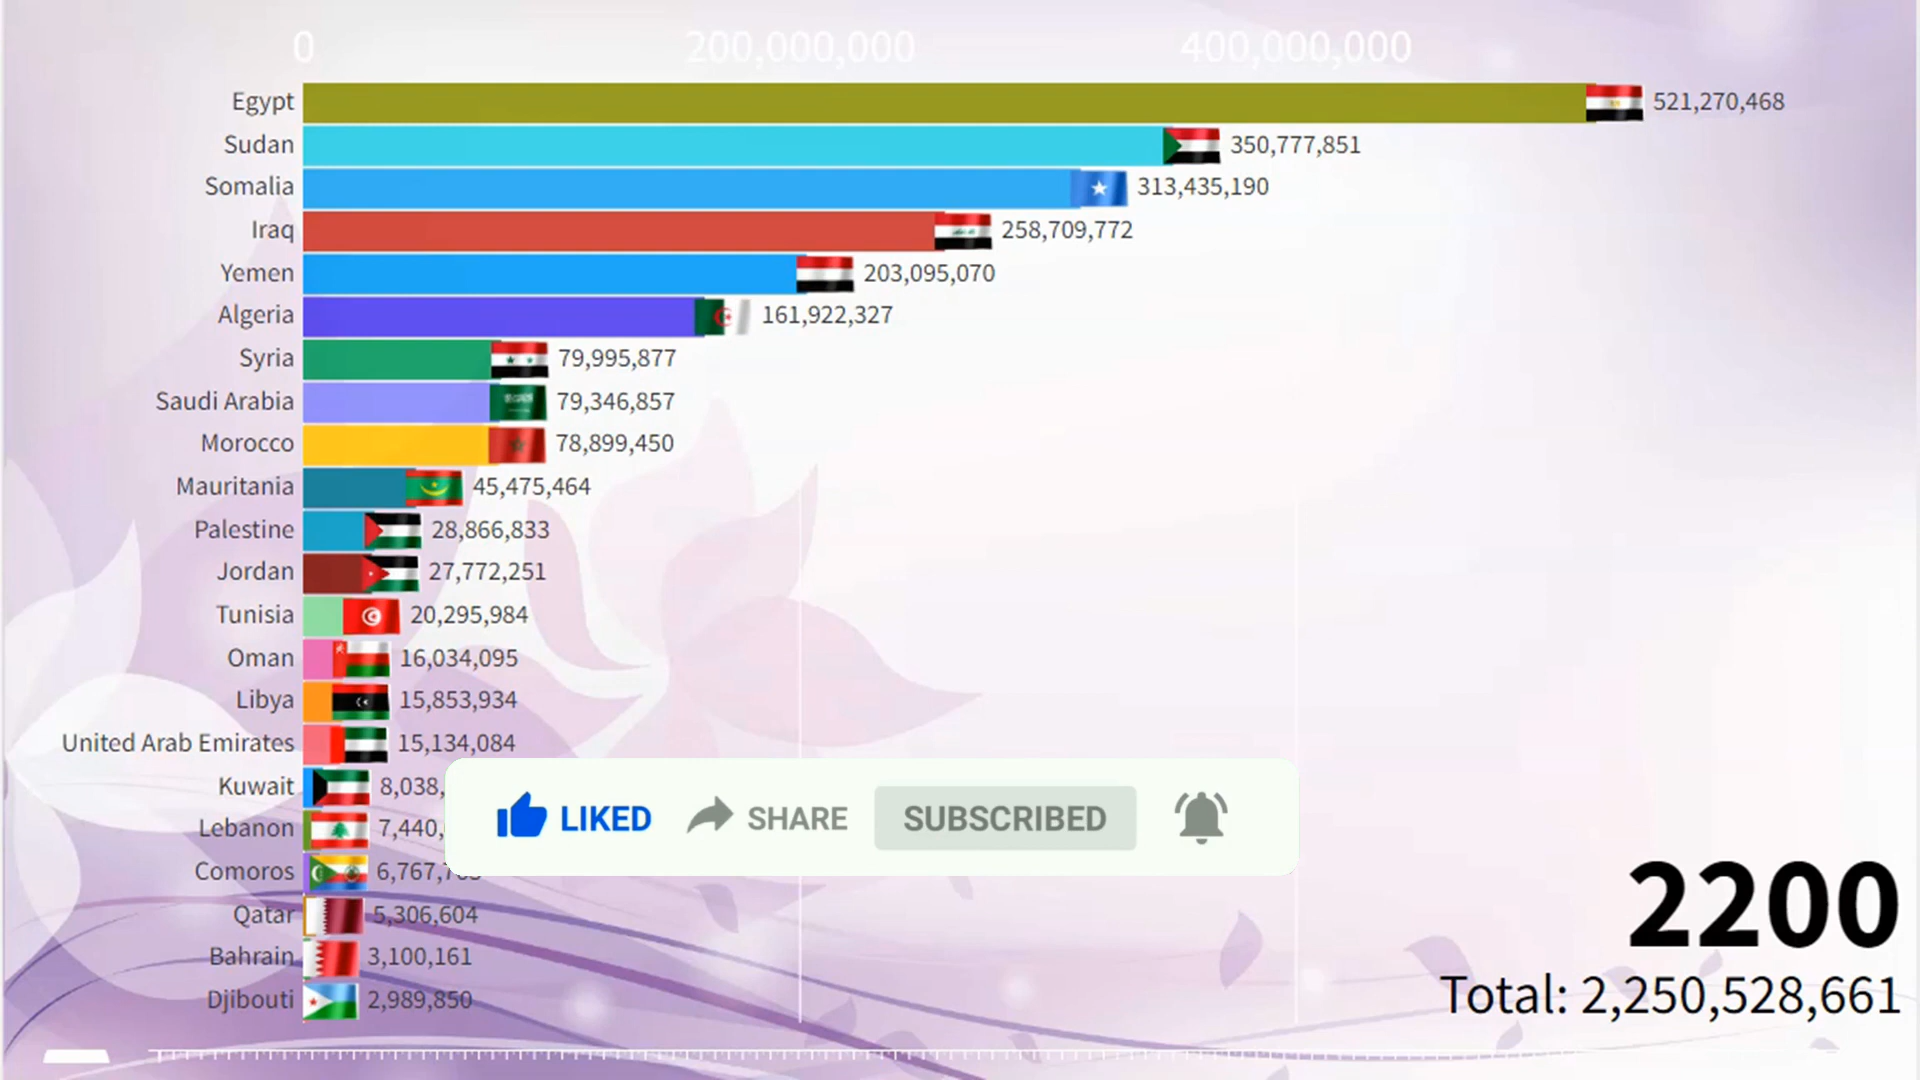 0 200,000,000 400,000,000
Egypt 521,270,468
Sudan 350,777,851
Somalia 313,435,190
Iraq 258,709,772
Yemen 203,095,070
Algeria 161,922,327
Syria 79,995,877
Saudi Arabia 79,346,857
Morocco 78,899,450
Mauritania 45,475,464
Palestine 28,866,833
Jordan 27,772,251
Tunisia 20,295,984
Oman 16,034,095
Libya 15,853,934
United Arab Emirates 15,134,084
Kuwait 8,038,
Lebanon 7,440,
LIKED SHARE SUBSCRIBED
Comoros
Qatar 5,306,604
Bahrain 3,100,161
Djibouti 2,989,850
2200
Total: 2,250,528,661